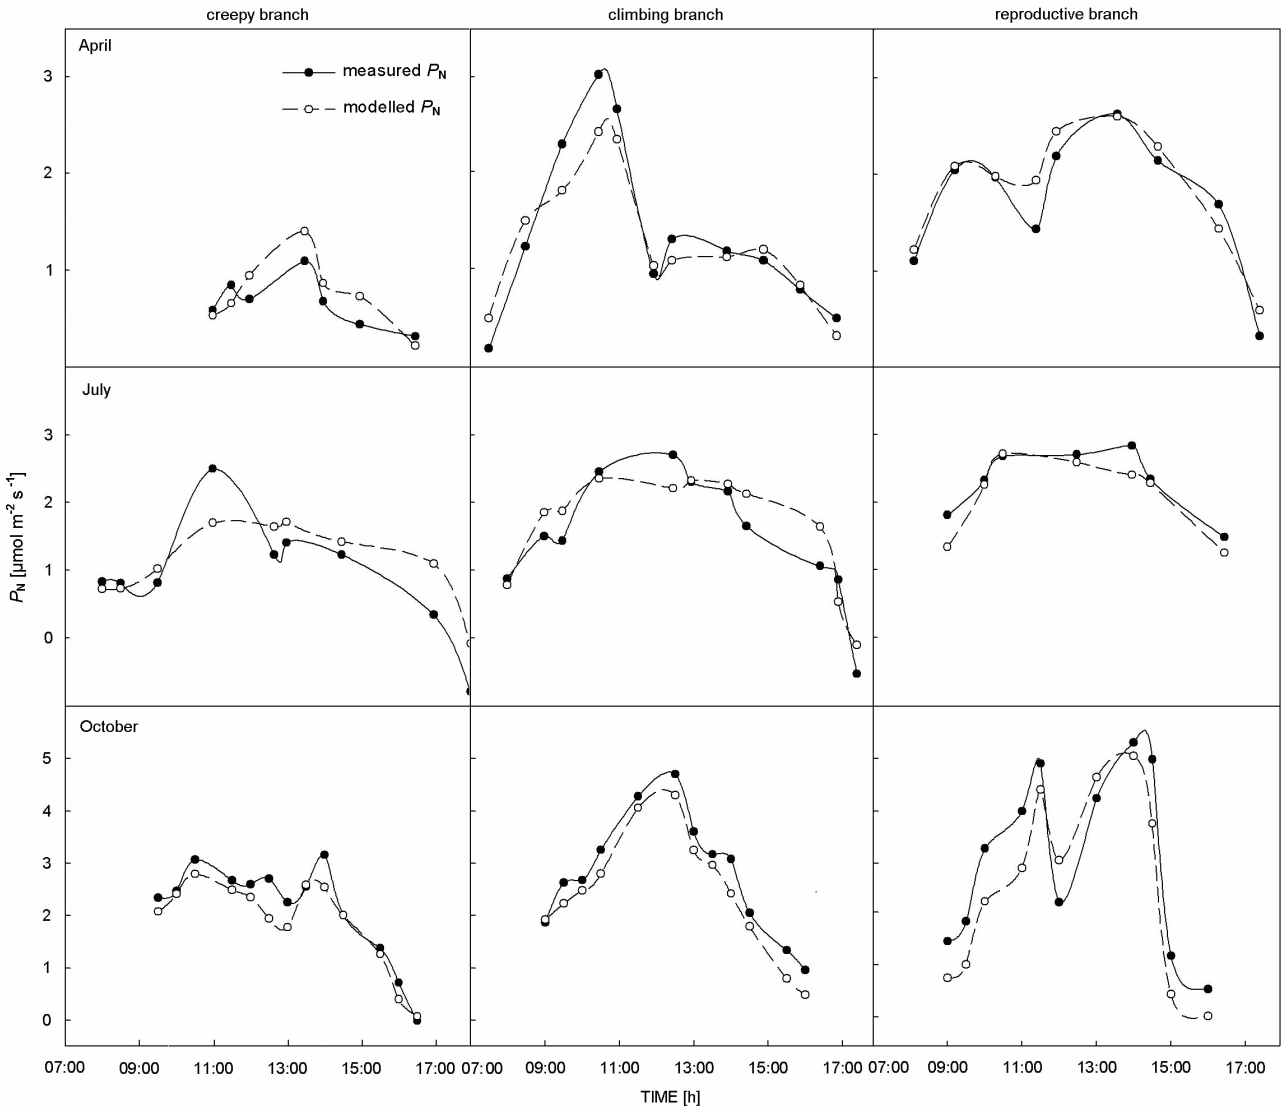 creepy branch climbing branch reproductive branch
April
measured PN
modelled PN
3
2
1
July
3
2
1
0
PN [μmol m-2 s-1]
October
5
4
3
2
1
0
07:00 09:00 11:00 13:00 15:00 17:00 07:00 09:00 11:00 13:00 15:00 17:00 07:00 09:00 11:00 13:00 15:00 17:00
TIME [h]